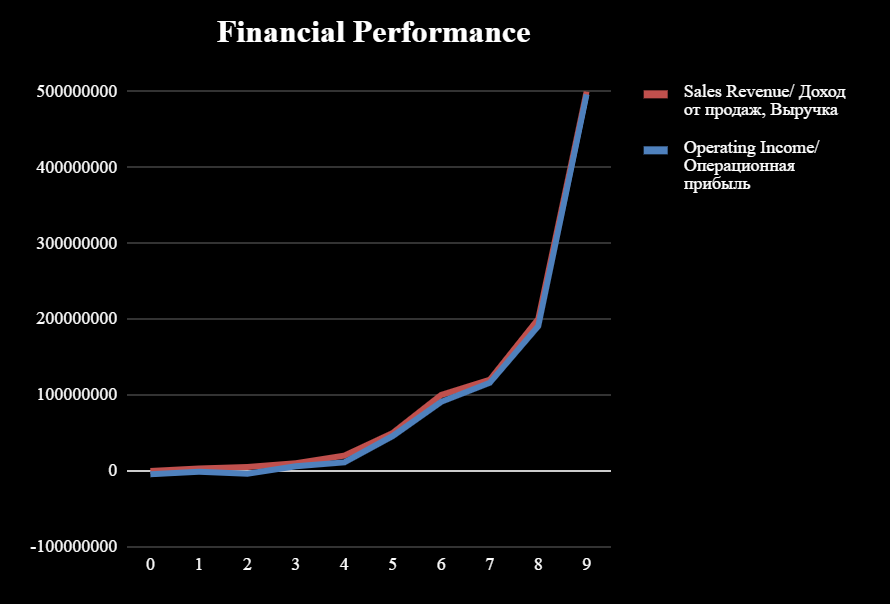 Financial Performance
500000000
400000000
300000000
200000000
100000000
0
-100000000
0 1 2 3 4 5 6 7 8 9
Sales Revenue/ Доход
от продаж, Выручка
Operating Income/
Операционная
прибыль